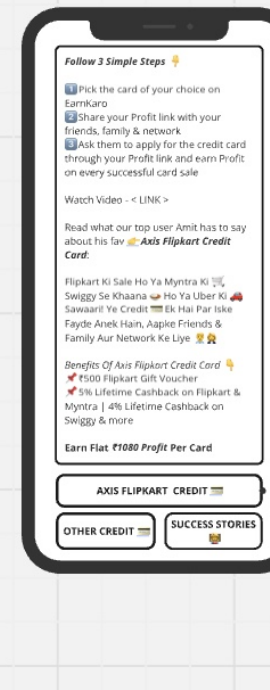 Follow 3 Simple Steps 👇
1️⃣Pick the card of your choice on
EarnKaro
2️⃣Share your Profit link with your
friends, family & network
3️⃣Ask them to apply for the credit card
through your Profit link and earn Profit
on every successful card sale
Watch Video - < LINK >
Read what our top user Amit has to say
about his fav 👉Axis Flipkart Credit
Card:
Flipkart Ki Sale Ho Ya Myntra Ki 🛒,
Swiggy Se Khaana 🍛 Ho Ya Uber Ki 🚗
Sawaari! Ye Credit 💳 Ek Hai Par Iske
Fayde Anek Hain, Aapke Friends &
Family Aur Network Ke Liye
Benefits Of Axis Flipkart Credit Card 👇
📌₹500 Flipkart Gift Voucher
📌5% Lifetime Cashback on Flipkart &
Myntra | 4% Lifetime Cashback on
Swiggy & more
Earn Flat ₹1080 Profit Per Card
AXIS FLIPKART CREDIT 💳
OTHER CREDIT 💳
SUCCESS STORIES